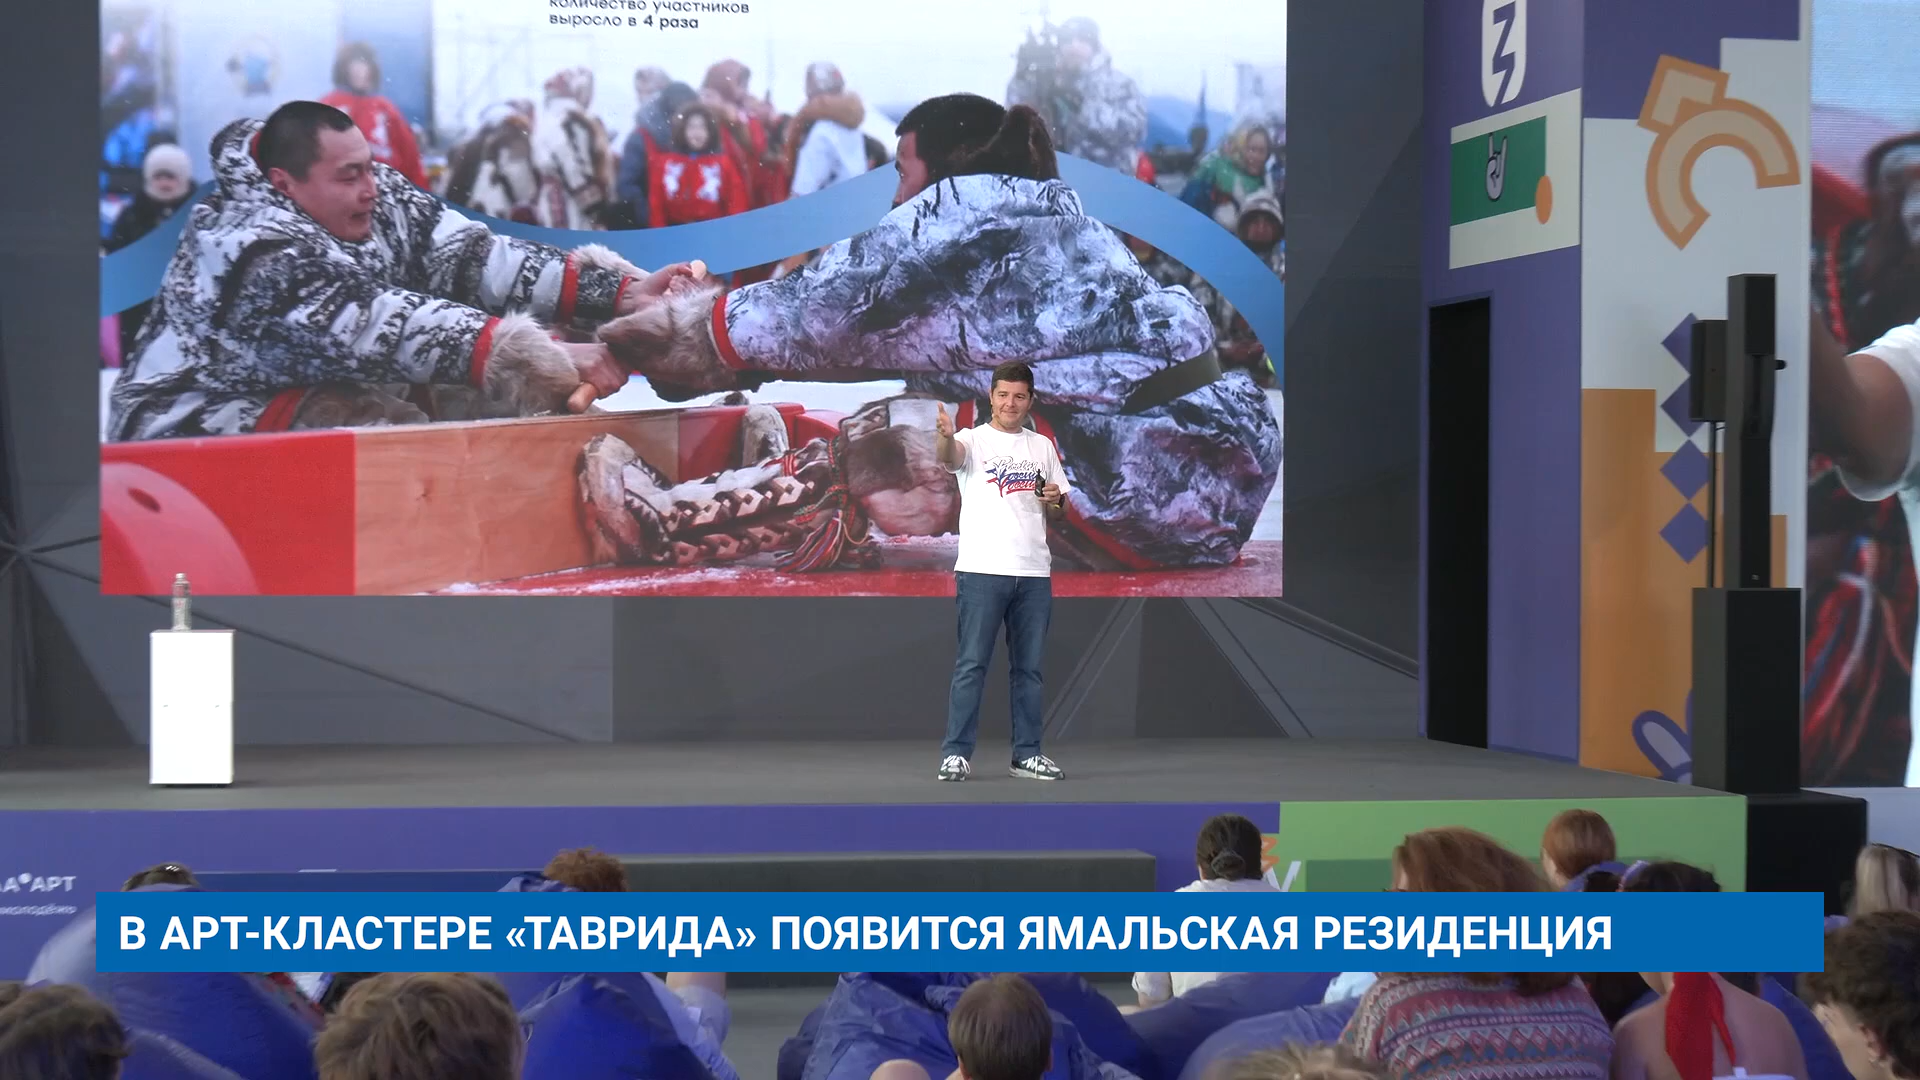 количество участников
выросло в 4 раза
В АРТ-КЛАСТЕРЕ «ТАВРИДА» ПОЯВИТСЯ ЯМАЛЬСКАЯ РЕЗИДЕНЦИЯ